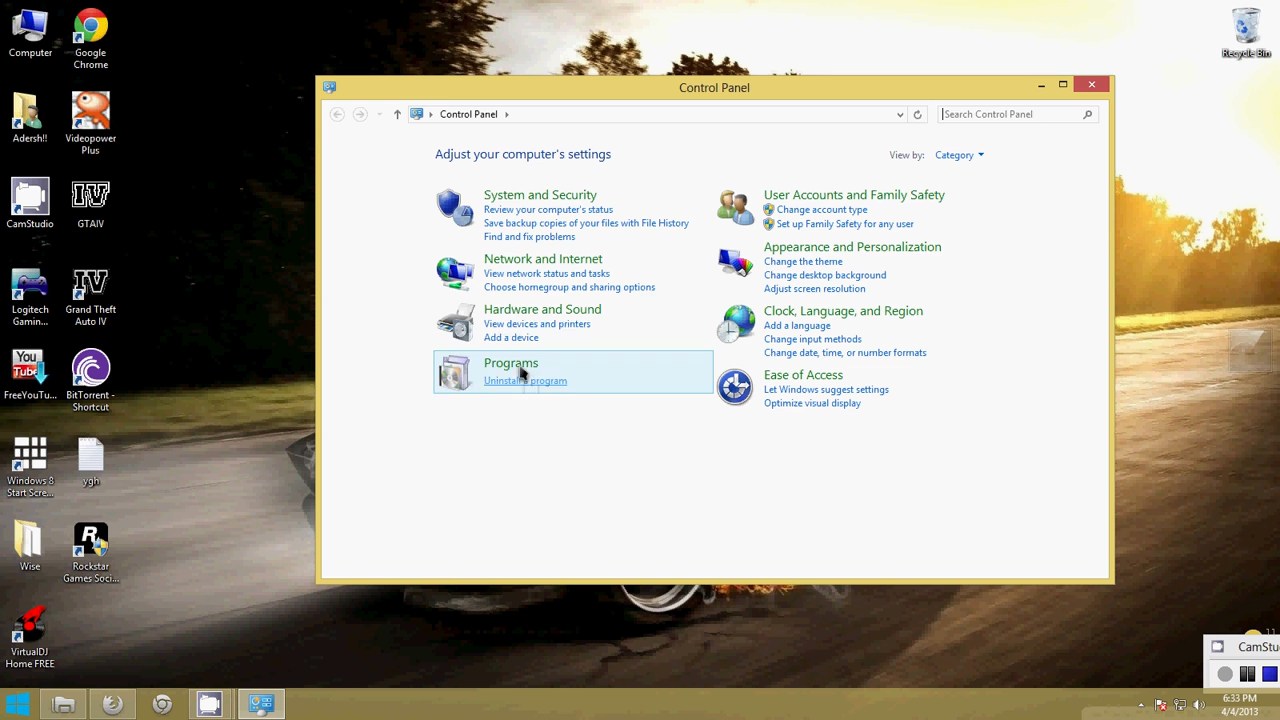 Computer
Google
Chrome
Adersh!!
Videopower
Plus
CamStudio
IV
GTAIV
Logitech
Gamin...
IV
Grand Theft
Auto IV
You
Tube
FreeYouTu...
BitTorrent -
Shortcut
Windows 8
Start Scre...
ygh
Wise
R
Rockstar
Games Soci...
VirtualDJ
Home FREE
Recycle Bin
Control Panel
Control Panel
Search Control Panel
Adjust your computer's settings
View by: Category
System and Security
Review your computer's status
Save backup copies of your files with File History
Find and fix problems
Network and Internet
View network status and tasks
Choose homegroup and sharing options
Hardware and Sound
View devices and printers
Add a device
Programs
Uninstall a program
User Accounts and Family Safety
Change account type
Set up Family Safety for any user
Appearance and Personalization
Change the theme
Change desktop background
Adjust screen resolution
Clock, Language, and Region
Add a language
Change input methods
Change date, time, or number formats
Ease of Access
Let Windows suggest settings
Optimize visual display
11
CamStu
6:33 PM
4/4/2013